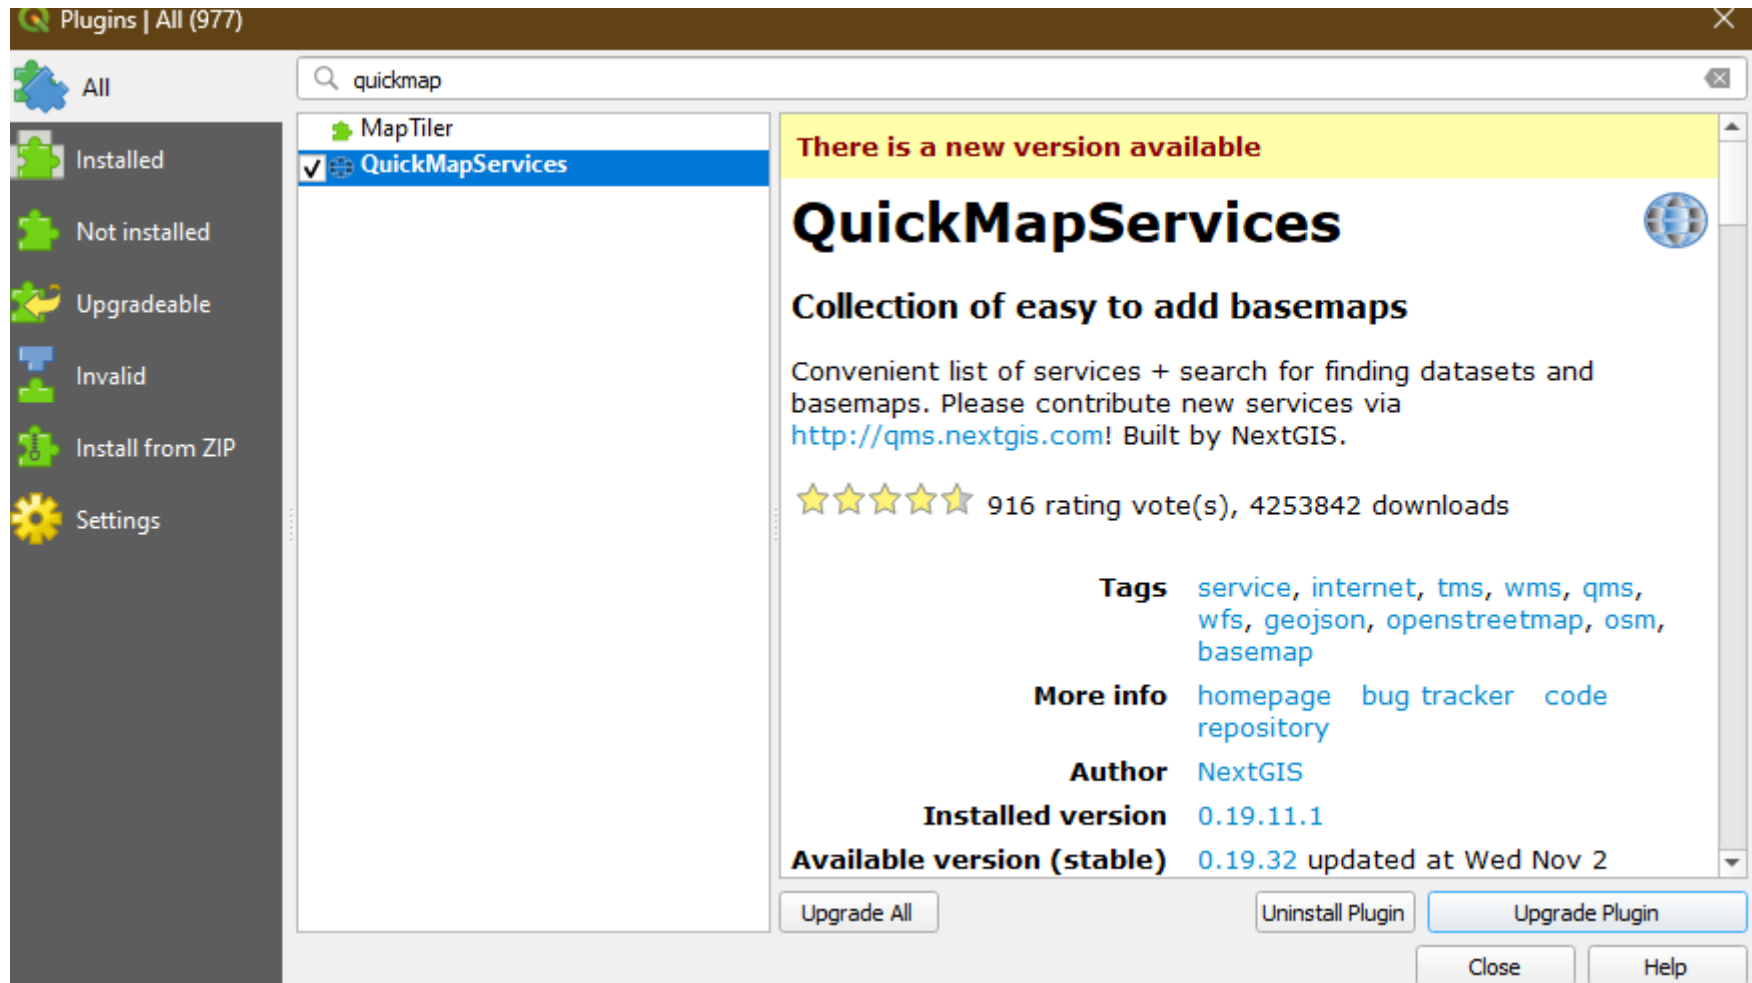 Plugins | All (977)
All
Installed
Not installed
Upgradeable
Invalid
Install from ZIP
Settings
quickmap
MapTiler
QuickMapServices
There is a new version available
QuickMapServices
Collection of easy to add basemaps
Convenient list of services + search for finding datasets and
basemaps. Please contribute new services via
http://qms.nextgis.com! Built by NextGIS.
916 rating vote(s), 4253842 downloads
Tags service, internet, tms, wms, qms,
wfs, geojson, openstreetmap, osm,
basemap
More info homepage bug tracker code
repository
Author NextGIS
Installed version 0.19.11.1
Available version (stable) 0.19.32 updated at Wed Nov 2
Upgrade All
Uninstall Plugin
Upgrade Plugin
Close
Help